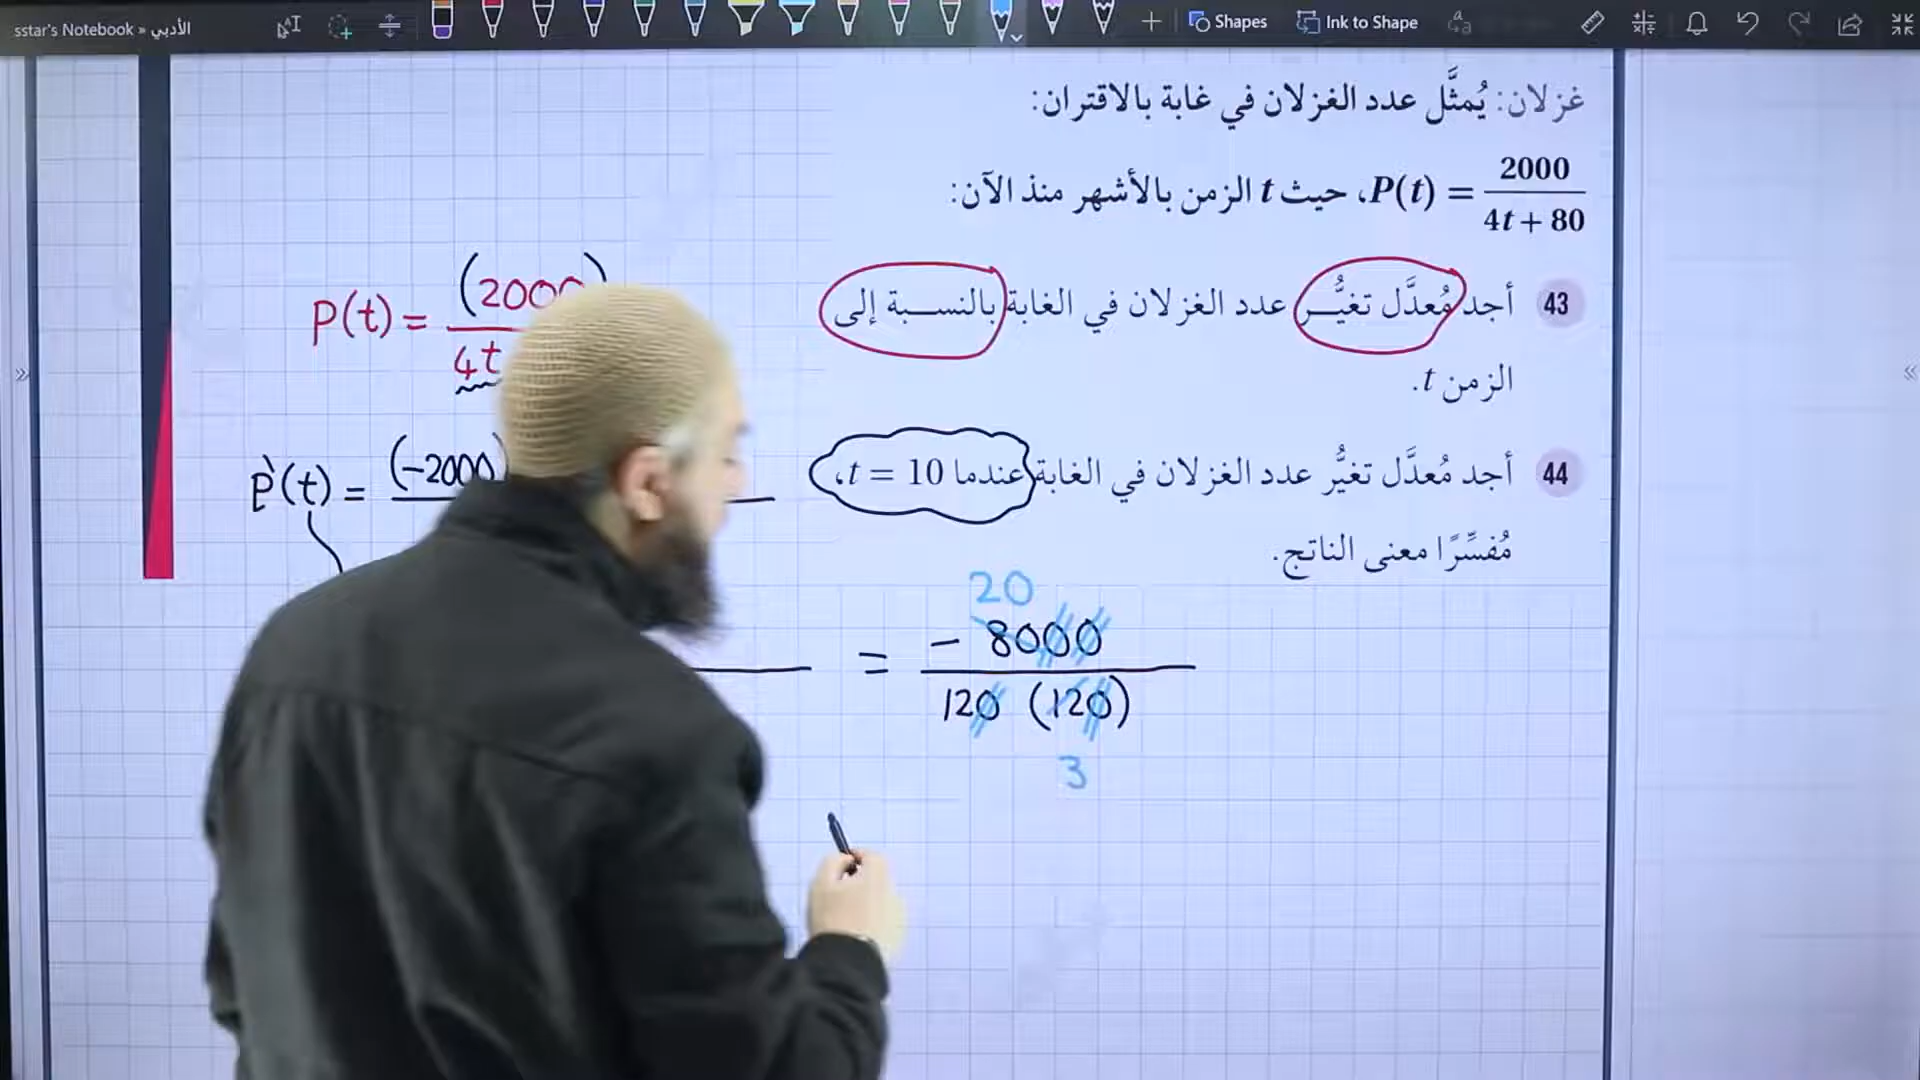 sstar's Notebook » الأدبي
Shapes
Ink to Shape
غزلان: يُمثَّل عدد الغزلان في غابة بالاقتران:
P(t) = 2000 / 4t + 80، حيث t الزمن بالأشهر منذ الآن:
43 أجد مُعدَّل تغيُّر عدد الغزلان في الغابة بالنسبة إلى
الزمن t.
44 أجد مُعدَّل تغيُّر عدد الغزلان في الغابة عندما t = 10،
مُفسِّرًا معنى الناتج.
P(t) = (2000) / 4t
P`(t) = (-2000)
20
= - 8000 / 120 (120)
3